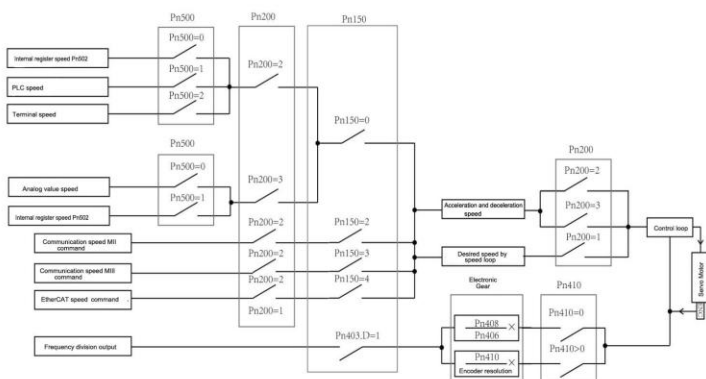 Pn500
Pn200
Pn150
Internal register speed Pn502
Pn500=0
PLC speed
Pn500=1
Pn200=2
Terminal speed
Pn500=2
Pn150=0
Pn500
Pn500=0
Analog value speed
Pn500=1
Pn200=3
Internal register speed Pn502
Pn200
Pn200=2
Acceleration and deceleration
speed
Pn200=3
Communication speed MII
command
Pn200=2
Pn150=2
Pn200=1
Control loop
Communication speed MIII
command
Pn200=2
Pn150=3
Desired speed by
speed loop
EtherCAT speed command
Pn200=2
Pn150=4
Pn200=1
Servo Motor
Electronic
Gear
Pn410
Frequency division output
Pn403.D=1
Pn408
Pn406
Pn410=0
Pn410
Encoder resolution
Pn410>0